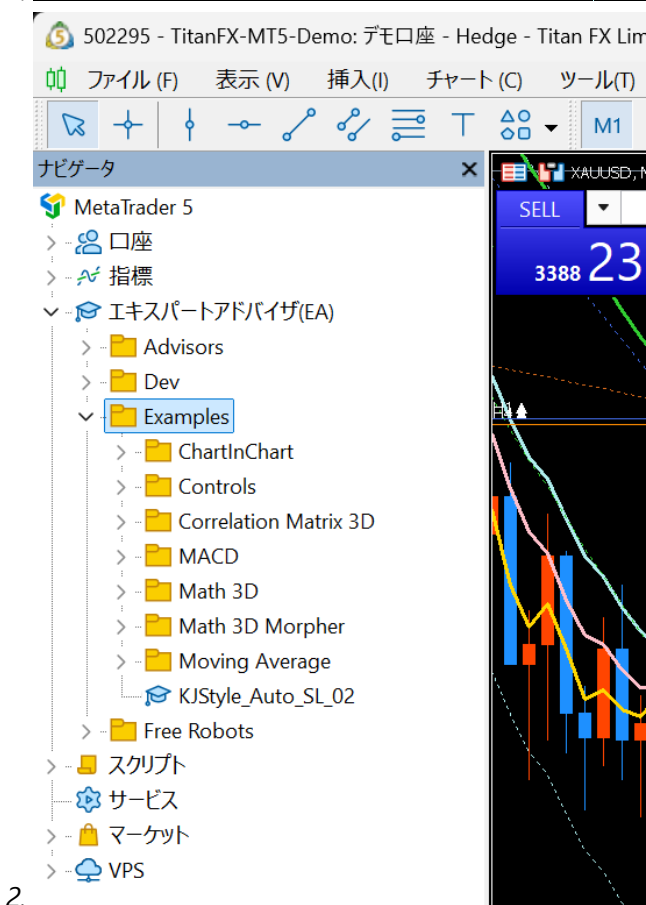 502295 - TitanFX-MT5-Demo: デモ口座 - Hedge - Titan FX Lim
ファイル (F) 表示 (V) 挿入(I) チャート (C) ツール(T)
M1
ナビゲータ
XAUUSD, M
MetaTrader 5
SELL
口座
3388 23
指標
エキスパートアドバイザ(EA)
Advisors
Dev
Examples
H1
ChartInChart
Controls
Correlation Matrix 3D
MACD
Math 3D
Math 3D Morpher
Moving Average
KJStyle_Auto_SL_02
Free Robots
スクリプト
サービス
マーケット
VPS
2.